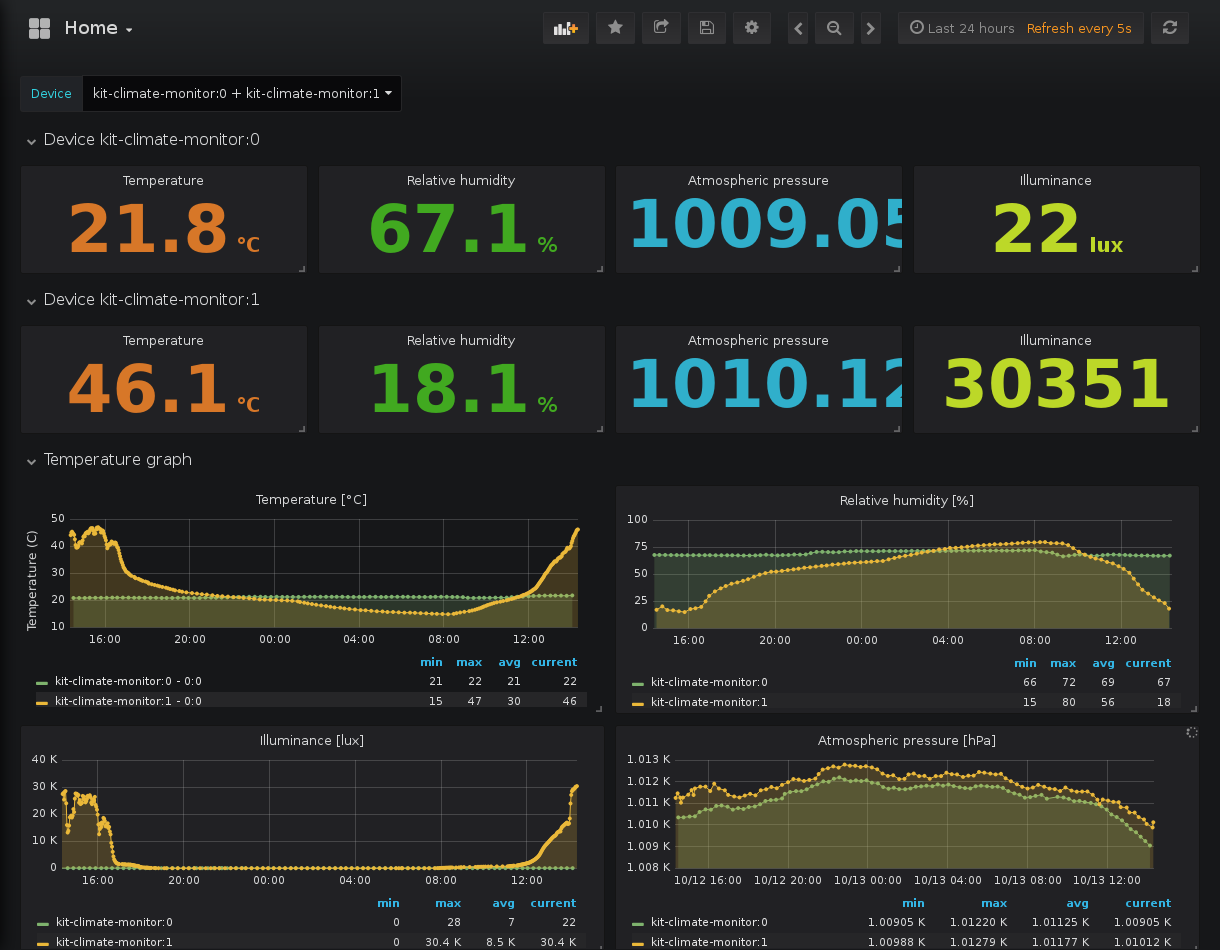 Home
Last 24 hours Refresh every 5s
Device kit-climate-monitor:0 + kit-climate-monitor:1
Device kit-climate-monitor:0
Temperature Relative humidity Atmospheric pressure Illuminance
21.8 °C 67.1 % 1009.05 22 lux
Device kit-climate-monitor:1
Temperature Relative humidity Atmospheric pressure Illuminance
46.1 °C 18.1 % 1010.12 30351
Temperature graph
Temperature [°C]
Temperature (C)
50
40
30
20
10
16:00 20:00 00:00 04:00 08:00 12:00
min max avg current
kit-climate-monitor:0 - 0:0 21 22 21 22
kit-climate-monitor:1 - 0:0 15 47 30 46
Relative humidity [%]
100
75
50
25
0
16:00 20:00 00:00 04:00 08:00 12:00
min max avg current
kit-climate-monitor:0 66 72 69 67
kit-climate-monitor:1 15 80 56 18
Illuminance [lux]
40 K
30 K
20 K
10 K
0
16:00 20:00 00:00 04:00 08:00 12:00
min max avg current
kit-climate-monitor:0 0 28 7 22
kit-climate-monitor:1 0 30.4 K 8.5 K 30.4 K
Atmospheric pressure [hPa]
1.013 K
1.012 K
1.011 K
1.010 K
1.009 K
1.008 K
10/12 16:00 10/12 20:00 10/13 00:00 10/13 04:00 10/13 08:00 10/13 12:00
min max avg current
kit-climate-monitor:0 1.00905 K 1.01220 K 1.01125 K 1.00905 K
kit-climate-monitor:1 1.00988 K 1.01279 K 1.01177 K 1.01012 K